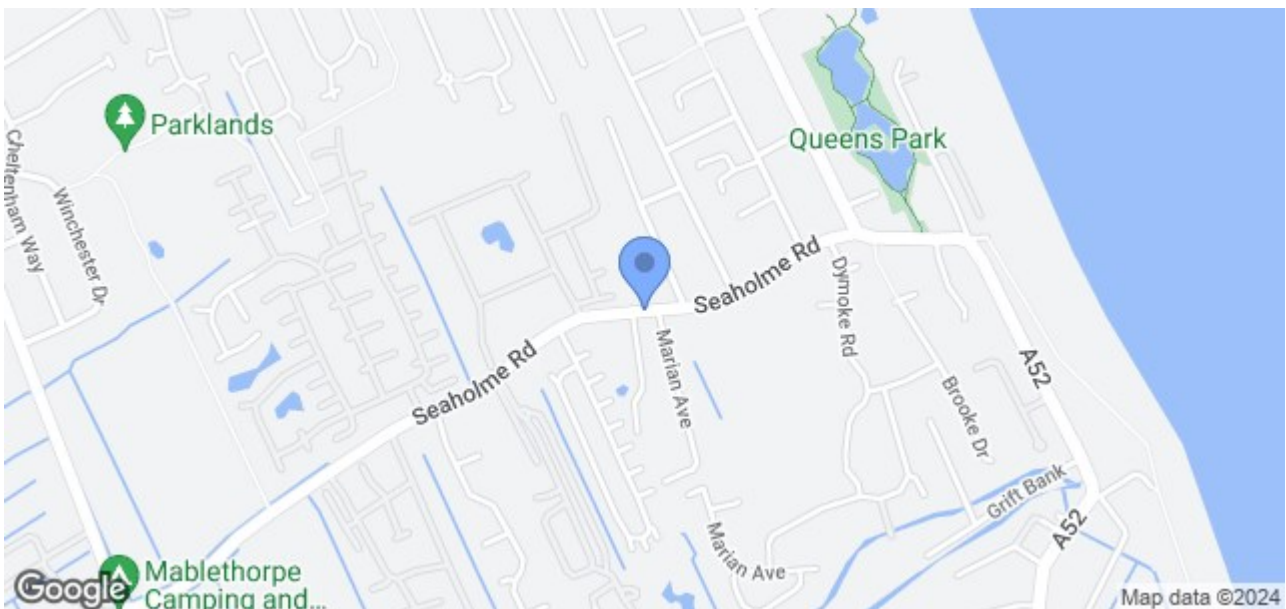 Parklands
Queens Park
Cheltenham Way
Winchester Dr
Seaholme Rd
Dymoke Rd
Marian Ave
A52
Seaholme Rd
Brooke Dr
Grift Bank
A52
Marian Ave
Mablethorpe
Camping and...
Google
Map data ©2024